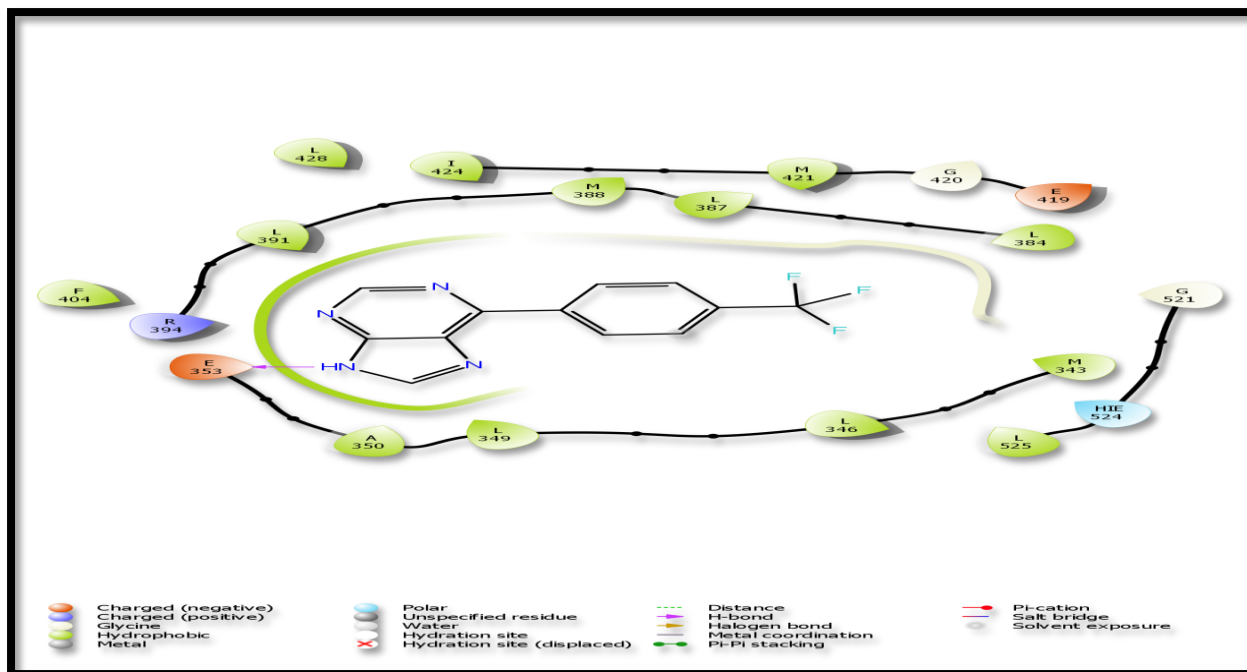 L
428
I
424
M
421
G
420
E
419
M
388
L
387
L
391
L
384
F
404
R
394
N
N
F
F
F
G
521
E
353
HN
N
M
343
HIE
524
A
350
L
349
L
346
L
525
Charged (negative)
Charged (positive)
Glycine
Hydrophobic
Metal
Polar
Unspecified residue
Water
Hydration site
Hydration site (displaced)
Distance
H-bond
Halogen bond
Metal coordination
Pi-Pi stacking
Pi-cation
Salt bridge
Solvent exposure